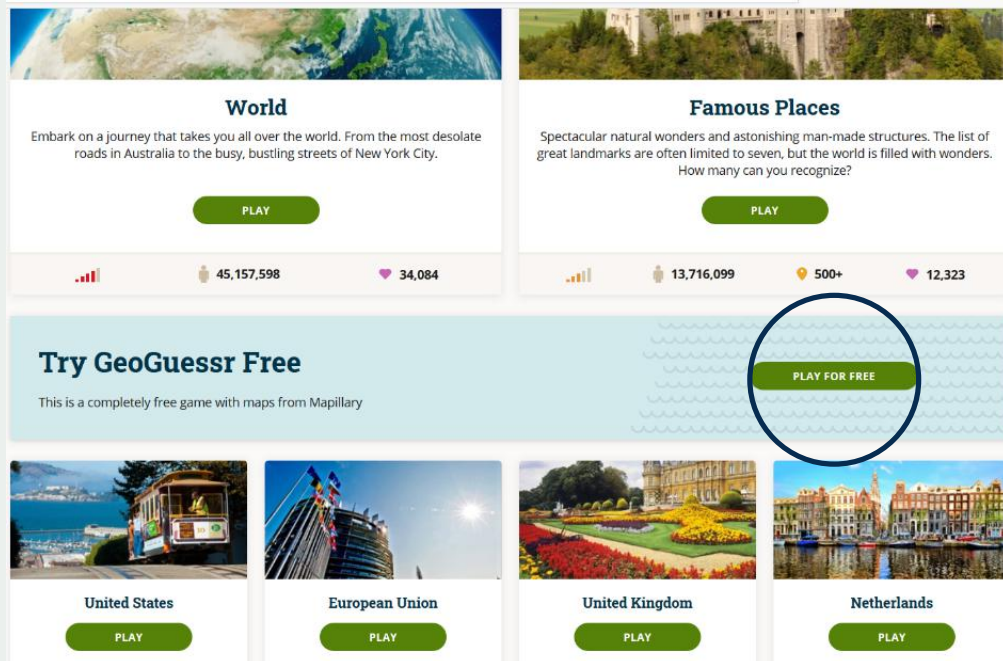 World
Embark on a journey that takes you all over the world. From the most desolate
roads in Australia to the busy, bustling streets of New York City.
PLAY
45,157,598
34,084
Famous Places
Spectacular natural wonders and astonishing man-made structures. The list of
great landmarks are often limited to seven, but the world is filled with wonders.
How many can you recognize?
PLAY
13,716,099
500+
12,323
Try GeoGuessr Free
This is a completely free game with maps from Mapillary
PLAY FOR FREE
United States
PLAY
European Union
PLAY
United Kingdom
PLAY
Netherlands
PLAY